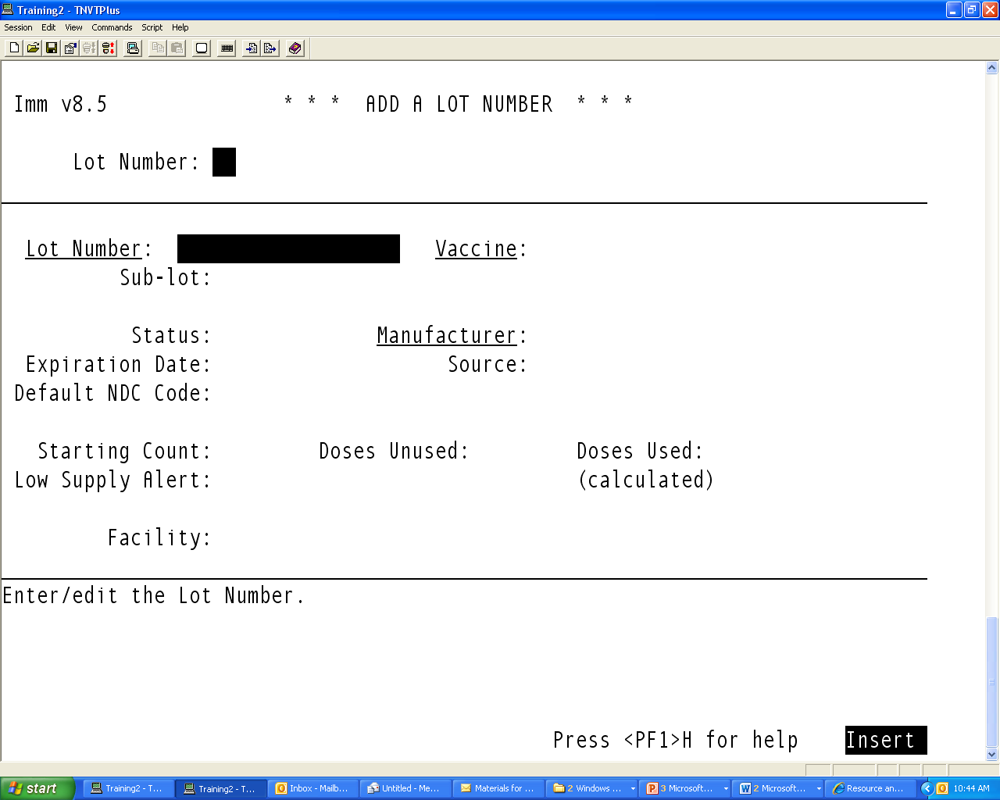 Training2 - TNVTPlus
Session Edit View Commands Script Help
Imm v8.5 * * * ADD A LOT NUMBER * * *
Lot Number:
Lot Number: Vaccine:
Sub-lot:
Status: Manufacturer:
Expiration Date: Source:
Default NDC Code:
Starting Count: Doses Unused: Doses Used:
Low Supply Alert: (calculated)
Facility:
Enter/edit the Lot Number.
Press <PF1>H for help Insert
start Training2 - T... Training2 - T... Inbox - Mailb... Untitled - Me... Materials for ... 2 Windows ... 3 Microsoft... 2 Microsoft... Resource an... 10:44 AM